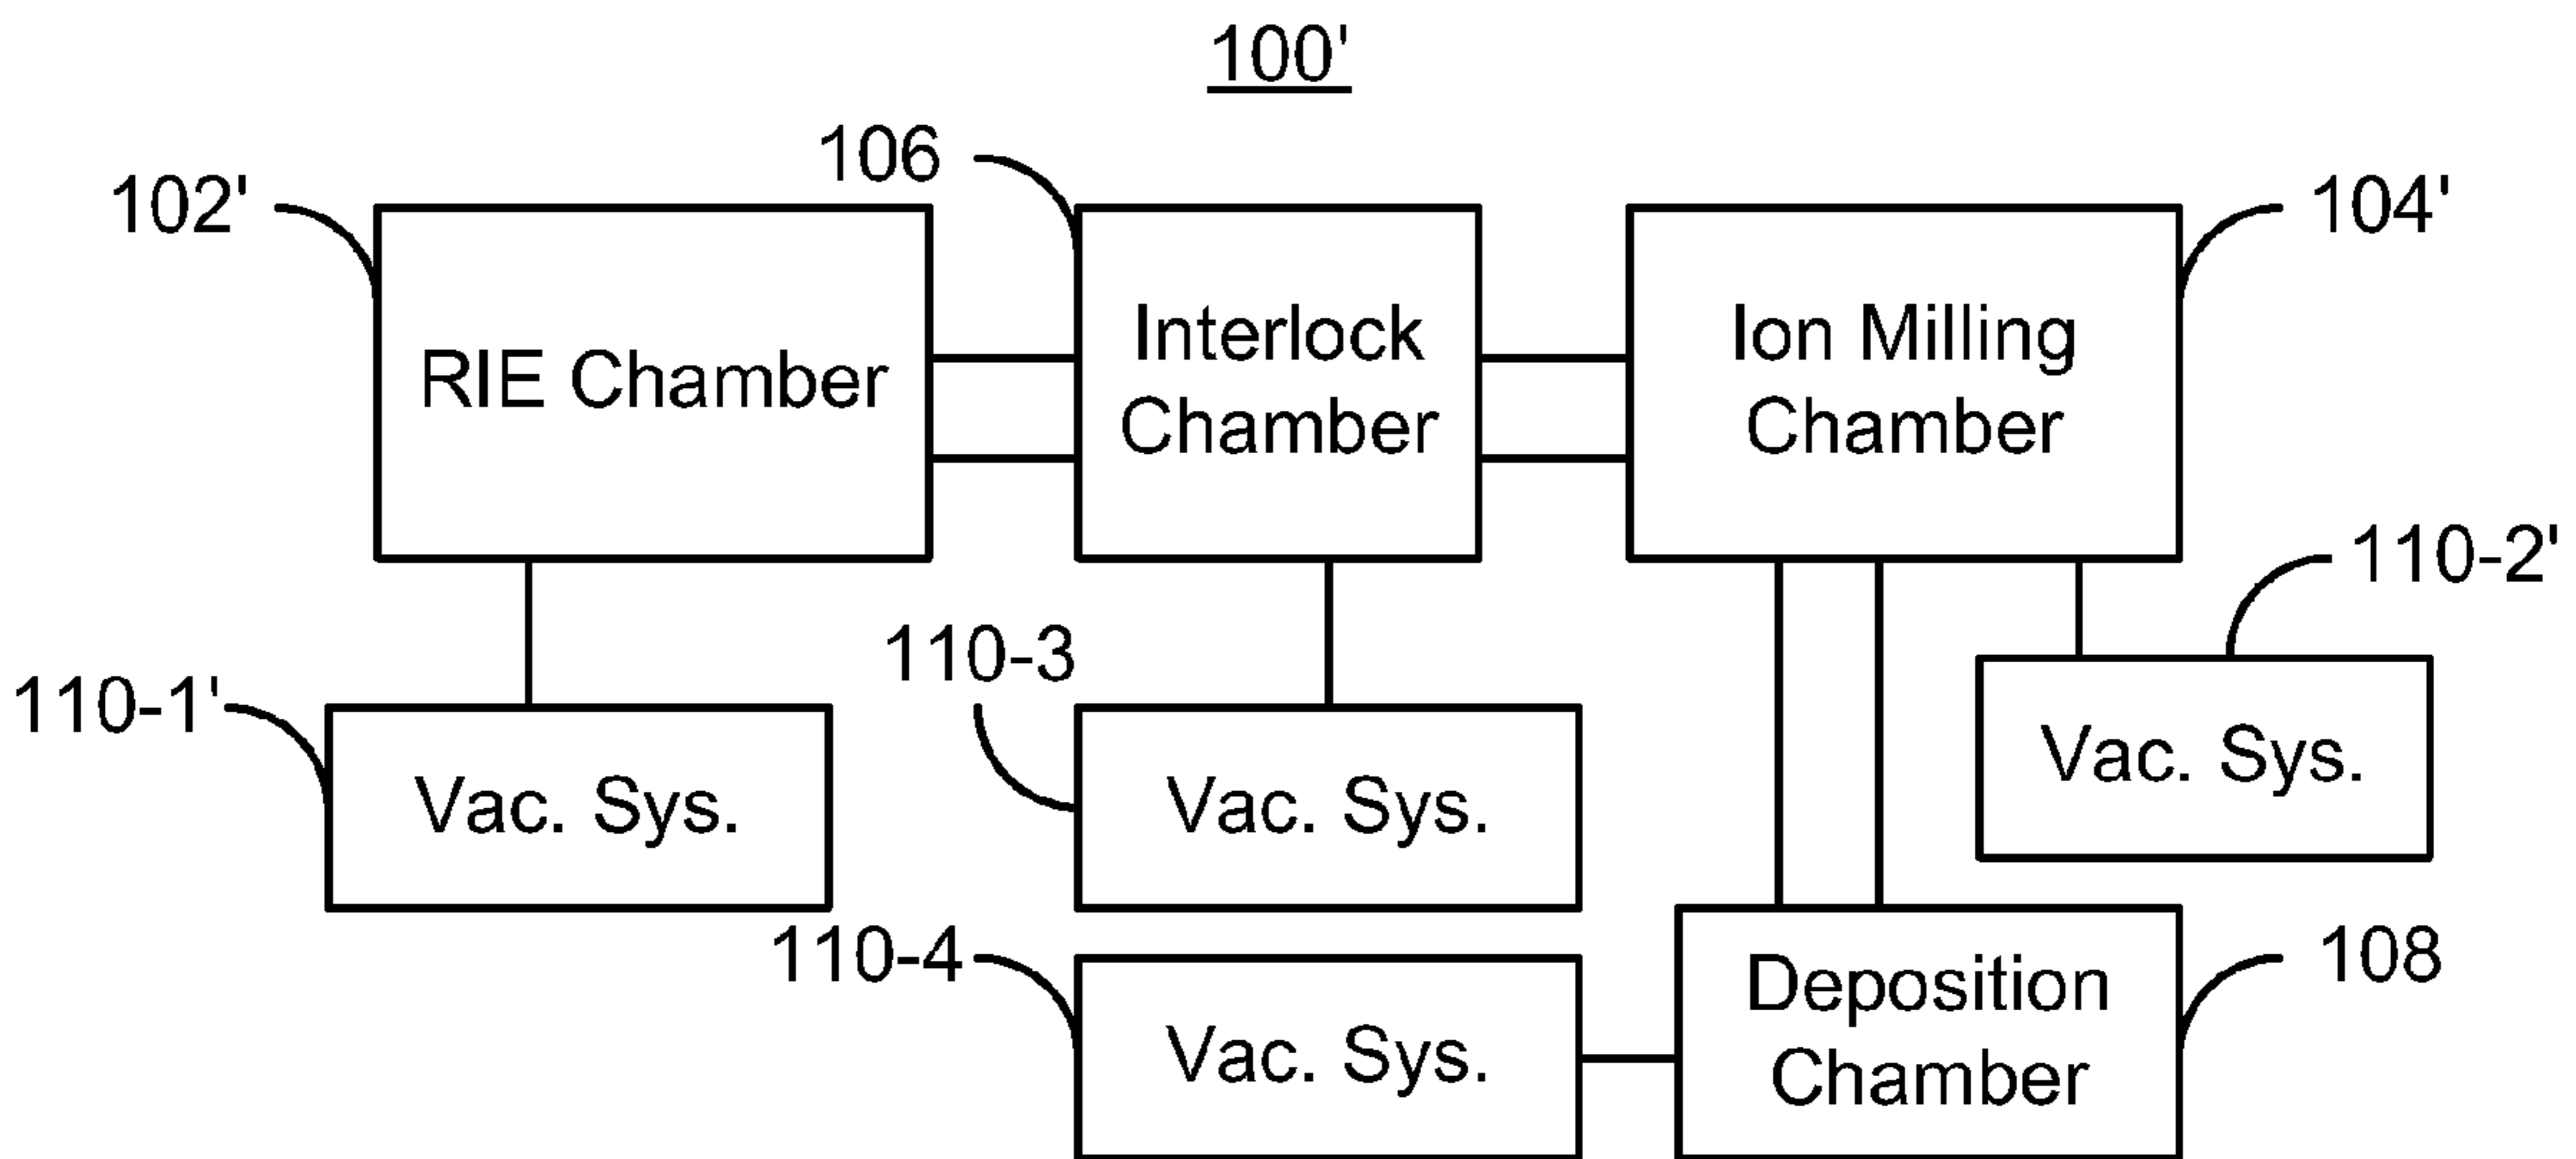 100'
106
102'
104'
RIE Chamber
Interlock
Chamber
Ion Milling
Chamber
110-2'
110-3
110-1'
Vac. Sys.
Vac. Sys.
Vac. Sys.
110-4
108
Vac. Sys.
Deposition
Chamber